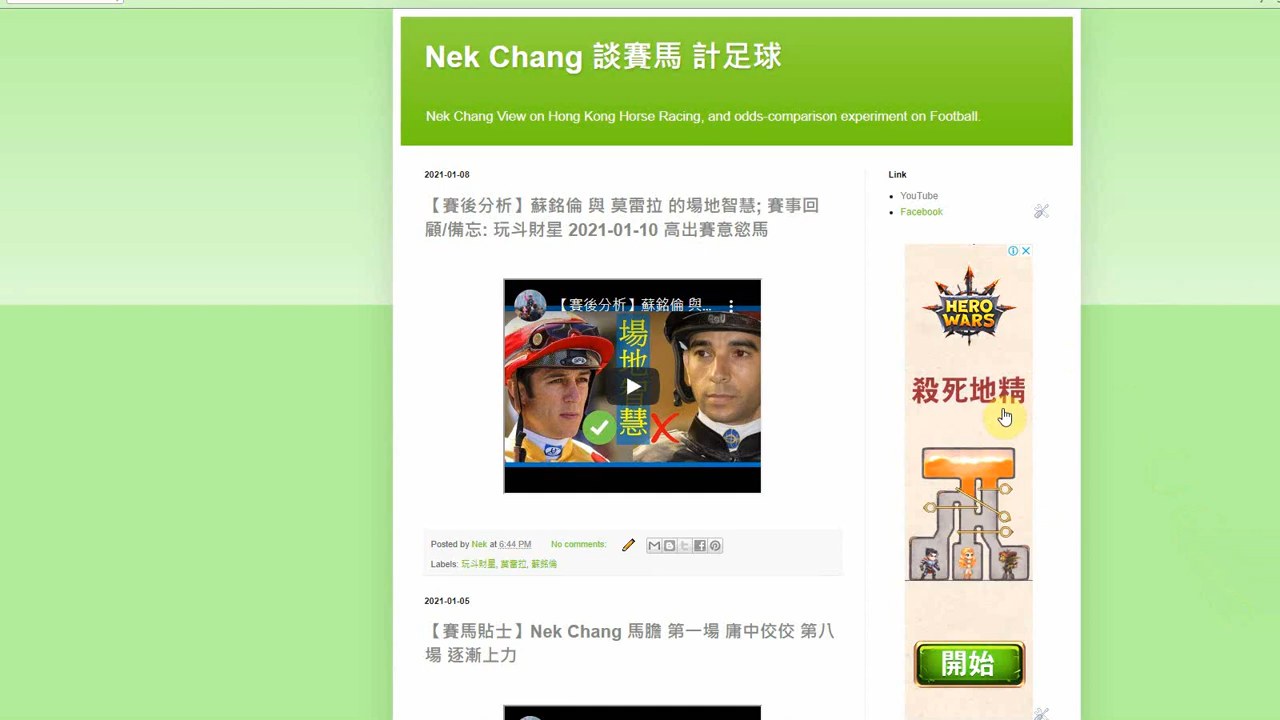 Nek Chang 談賽馬 計足球
Nek Chang View on Hong Kong Horse Racing, and odds-comparison experiment on Football.
2021-01-08
【賽後分析】蘇銘倫 與 莫雷拉 的場地智慧; 賽事回
顧/備忘: 玩斗財星 2021-01-10 高出賽意慾馬
【賽後分析】蘇銘倫 與...
場地智慧
Posted by Nek at 6:44 PM No comments:
Labels: 玩斗財星, 莫雷拉, 蘇銘倫
2021-01-05
【賽馬貼士】Nek Chang 馬膽 第一場 庸中佼佼 第八
場 逐漸上力
Link
YouTube
Facebook
HERO
WARS
殺死地精
開始